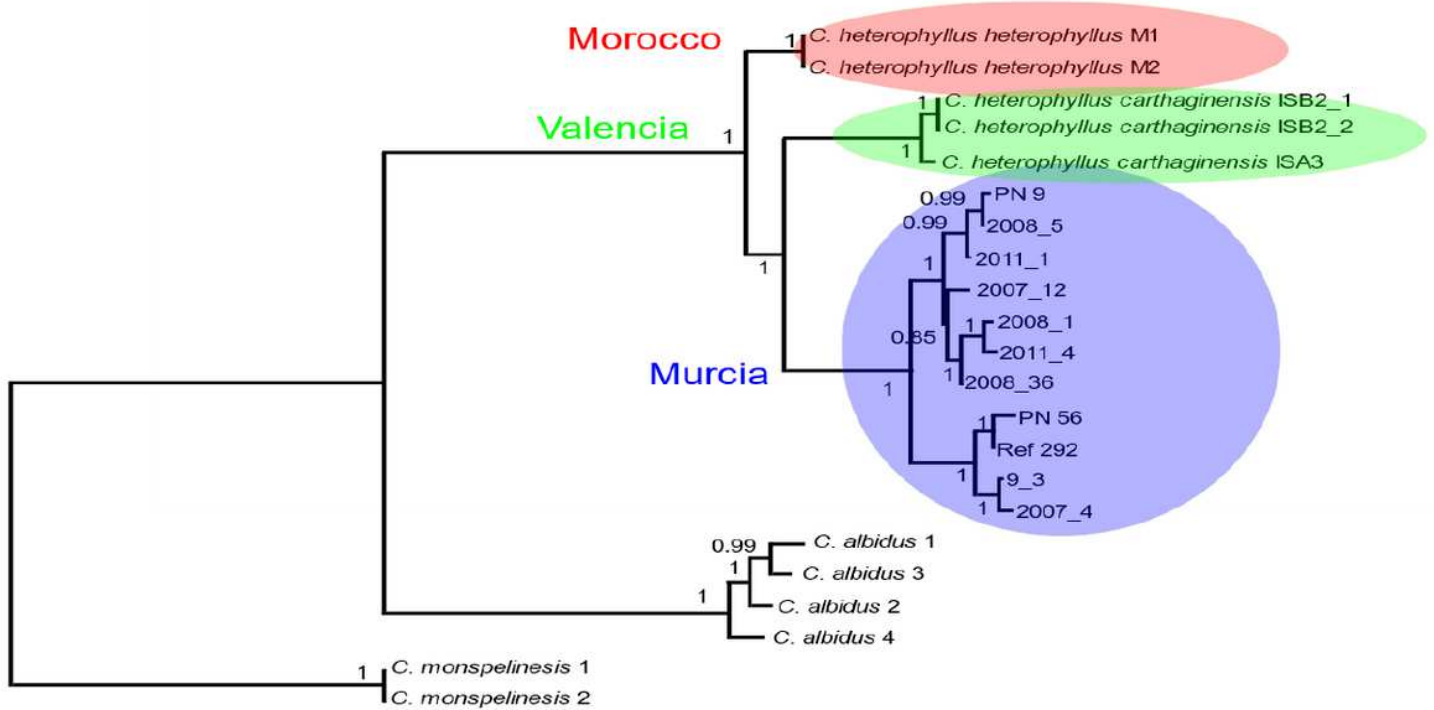 Morocco
1
C. heterophyllus heterophyllus M1
C. heterophyllus heterophyllus M2
Valencia
1
1
C. heterophyllus carthaginensis ISB2_1
C. heterophyllus carthaginensis ISB2_2
1
C. heterophyllus carthaginensis ISA3
0.99
PN 9
0.99
2008_5
1
2011_1
1
2007_12
1
2008_1
0.85
2011_4
Murcia
1
1
2008_36
1
PN 56
Ref 292
1
9_3
1
2007_4
0.99
C. albidus 1
1
C. albidus 3
1
C. albidus 2
C. albidus 4
1
C. monspelinesis 1
C. monspelinesis 2